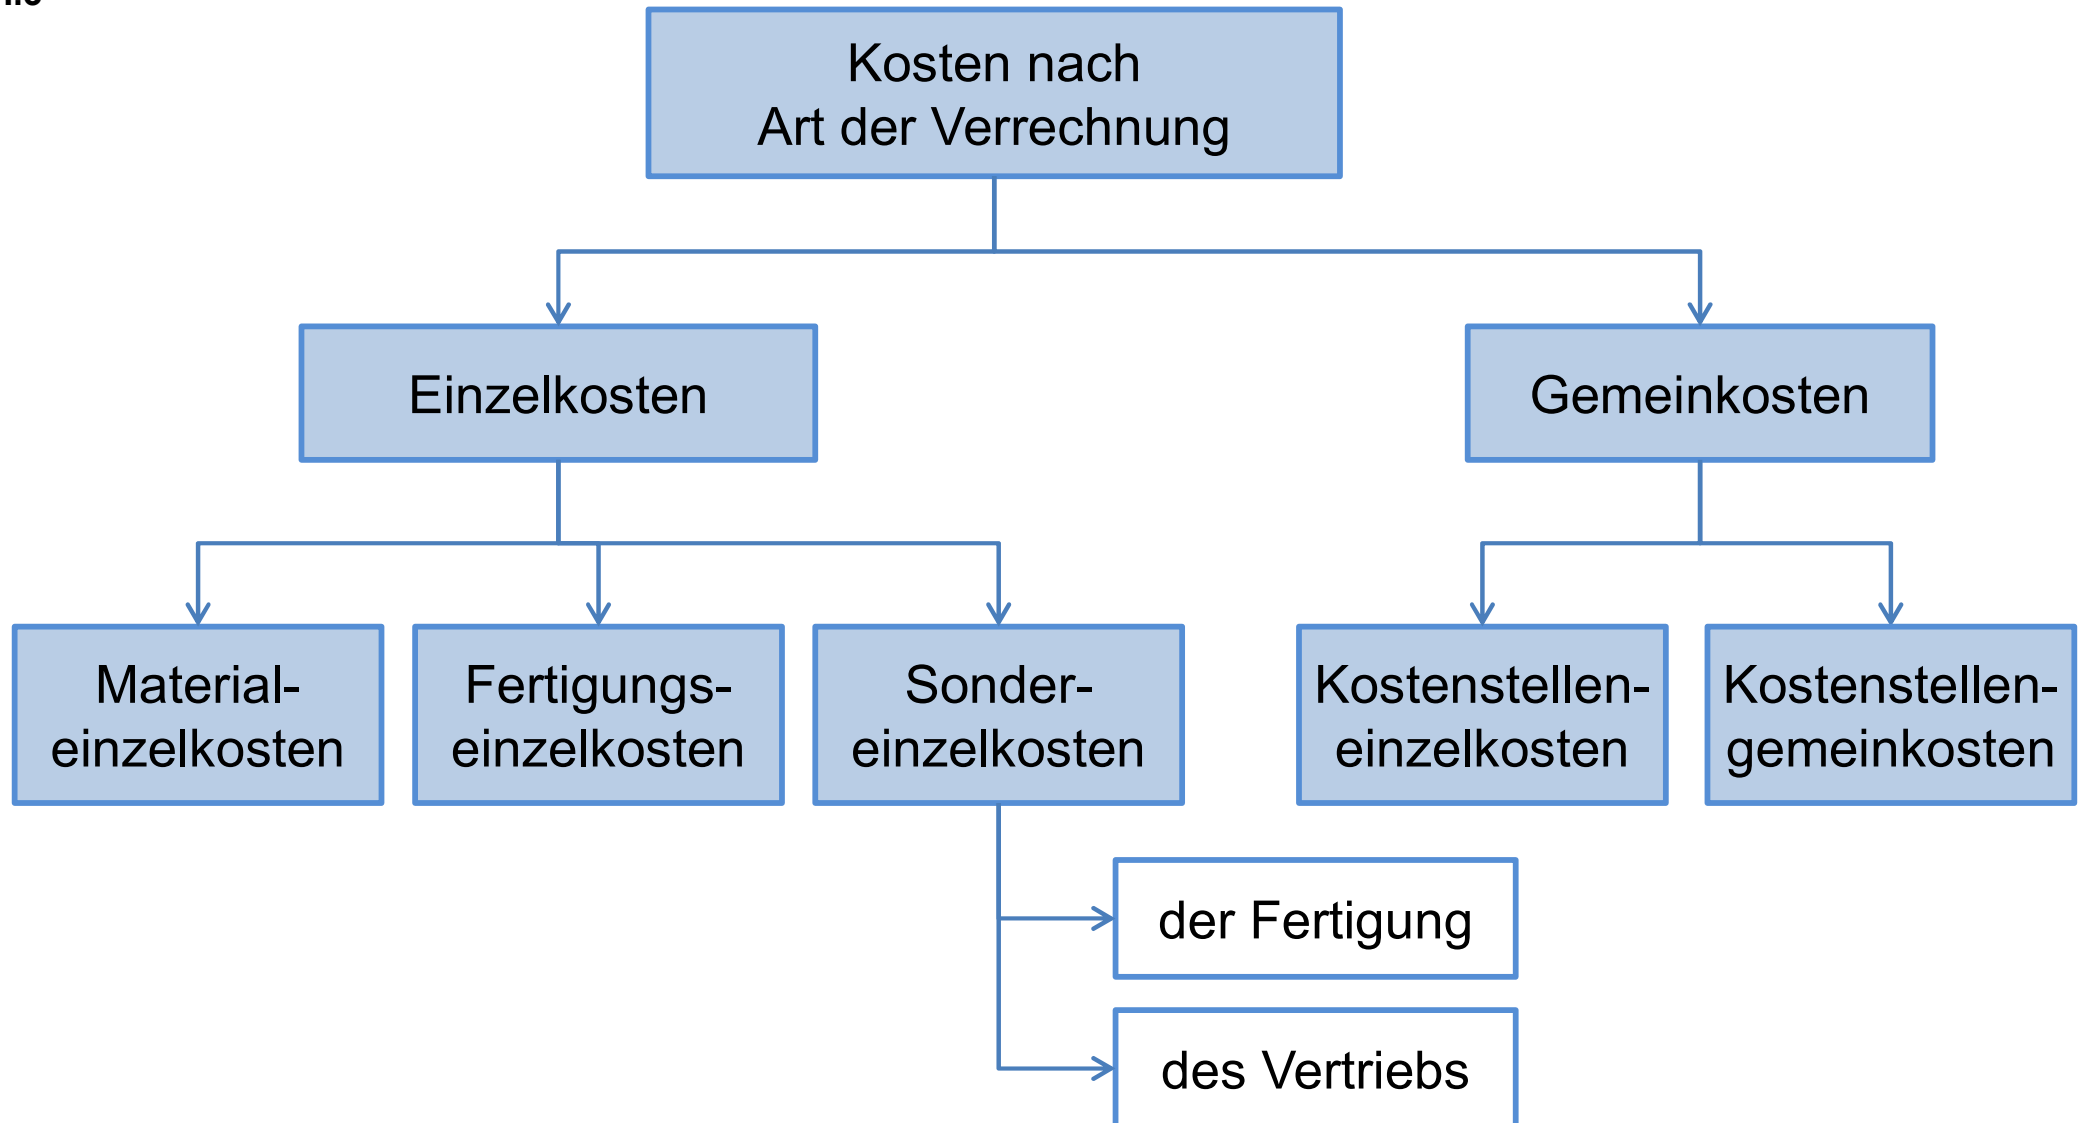 Kosten nach
Art der Verrechnung
Einzelkosten
Gemeinkosten
Material-
einzelkosten
Fertigungs-
einzelkosten
Sonder-
einzelkosten
Kostenstellen-
einzelkosten
Kostenstellen-
gemeinkosten
der Fertigung
des Vertriebs